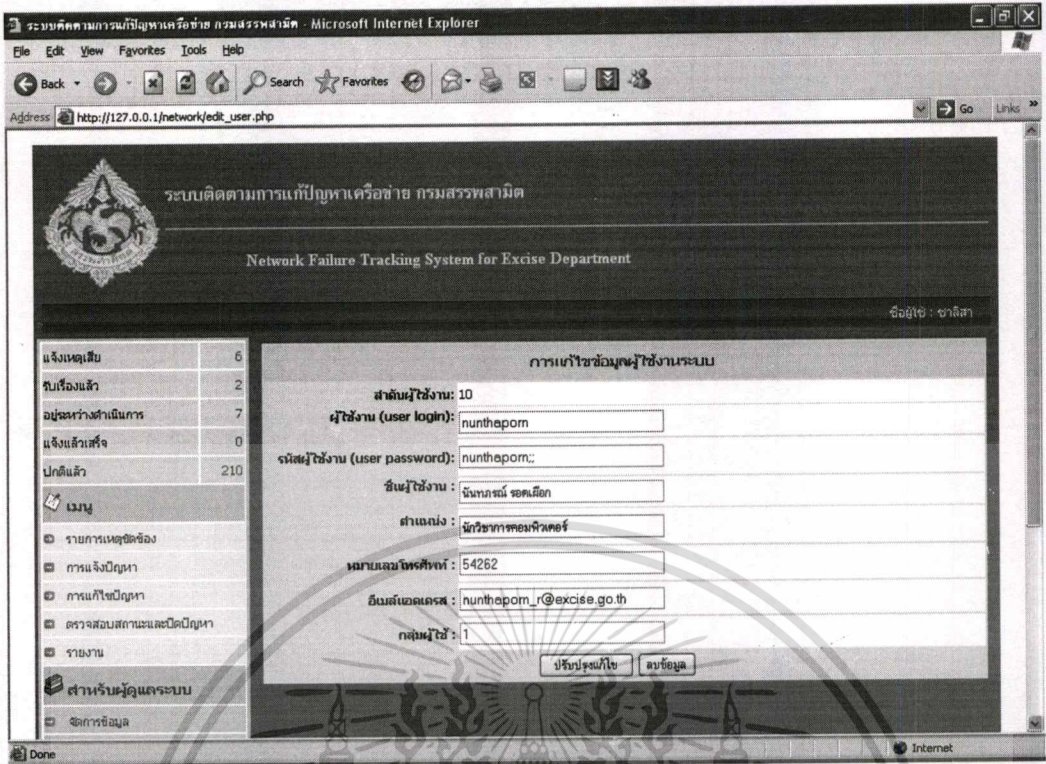 ระบบติดตามการแก้ปัญหาเครือข่าย กรมสรรพสามิต - Microsoft Internet Explorer
File Edit View Favorites Tools Help
Back Search Favorites
Address http://127.0.0.1/network/edit_user.php Go Links
ระบบติดตามการแก้ปัญหาเครือข่าย กรมสรรพสามิต
Network Failure Tracking System for Excise Department
ชื่อผู้ใช้ : ชาลิสา
แจ้งเหตุเสีย 6
รับเรื่องแล้ว 2
อยู่ระหว่างดำเนินการ 7
แจ้งแล้วเสร็จ 0
ปกติแล้ว 210
เมนู
รายการเหตุขัดข้อง
การแจ้งปัญหา
การแก้ไขปัญหา
ตรวจสอบสถานะและปิดปัญหา
รายงาน
สำหรับผู้ดูแลระบบ
จัดการข้อมูล
การแก้ไขข้อมูลผู้ใช้งานระบบ
ลำดับผู้ใช้งาน: 10
ผู้ใช้งาน (user login): nunthaporn
รหัสผู้ใช้งาน (user password): nunthaporn;;
ชื่อผู้ใช้งาน : นันทภรณ์ รอดเผือก
ตำแหน่ง : นักวิชาการคอมพิวเตอร์
หมายเลขโทรศัพท์ : 54262
อีเมล์แอดเดรส : nunthaporn_r@excise.go.th
กลุ่มผู้ใช้ : 1
ปรับปรุงแก้ไข ลบข้อมูล
Done Internet